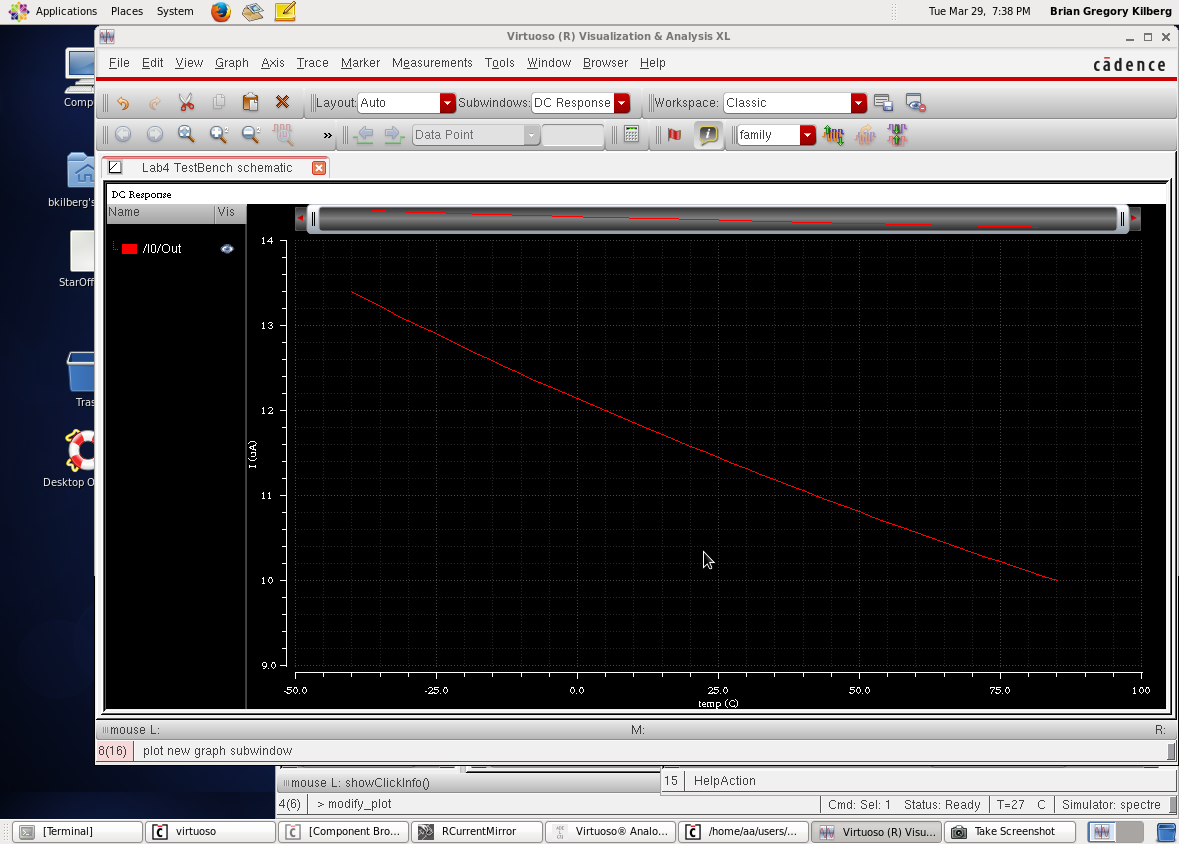 Applications Places System Tue Mar 29, 7:38 PM Brian Gregory Kilberg
Virtuoso (R) Visualization & Analysis XL
File Edit View Graph Axis Trace Marker Measurements Tools Window Browser Help
cādence
Layout: Auto Subwindows: DC Response Workspace: Classic
» Data Point family
Lab4 TestBench schematic
DC Response
Name Vis
/I0/Out
14
13
12
11
10
9.0
I (uA)
-50.0 -25.0 0.0 25.0 50.0 75.0 100
temp (C)
Comp
bkilberg's
StarOff
Tras
Desktop O
mouse L: M: R:
8(16) plot new graph subwindow
mouse L: showClickInfo() 15 HelpAction
4(6) > modify_plot Cmd: Sel: 1 Status: Ready T=27 C Simulator: spectre
[Terminal] virtuoso [Component Bro... RCurrentMirror Virtuoso® Analo... /home/aa/users/... Virtuoso (R) Visu... Take Screenshot